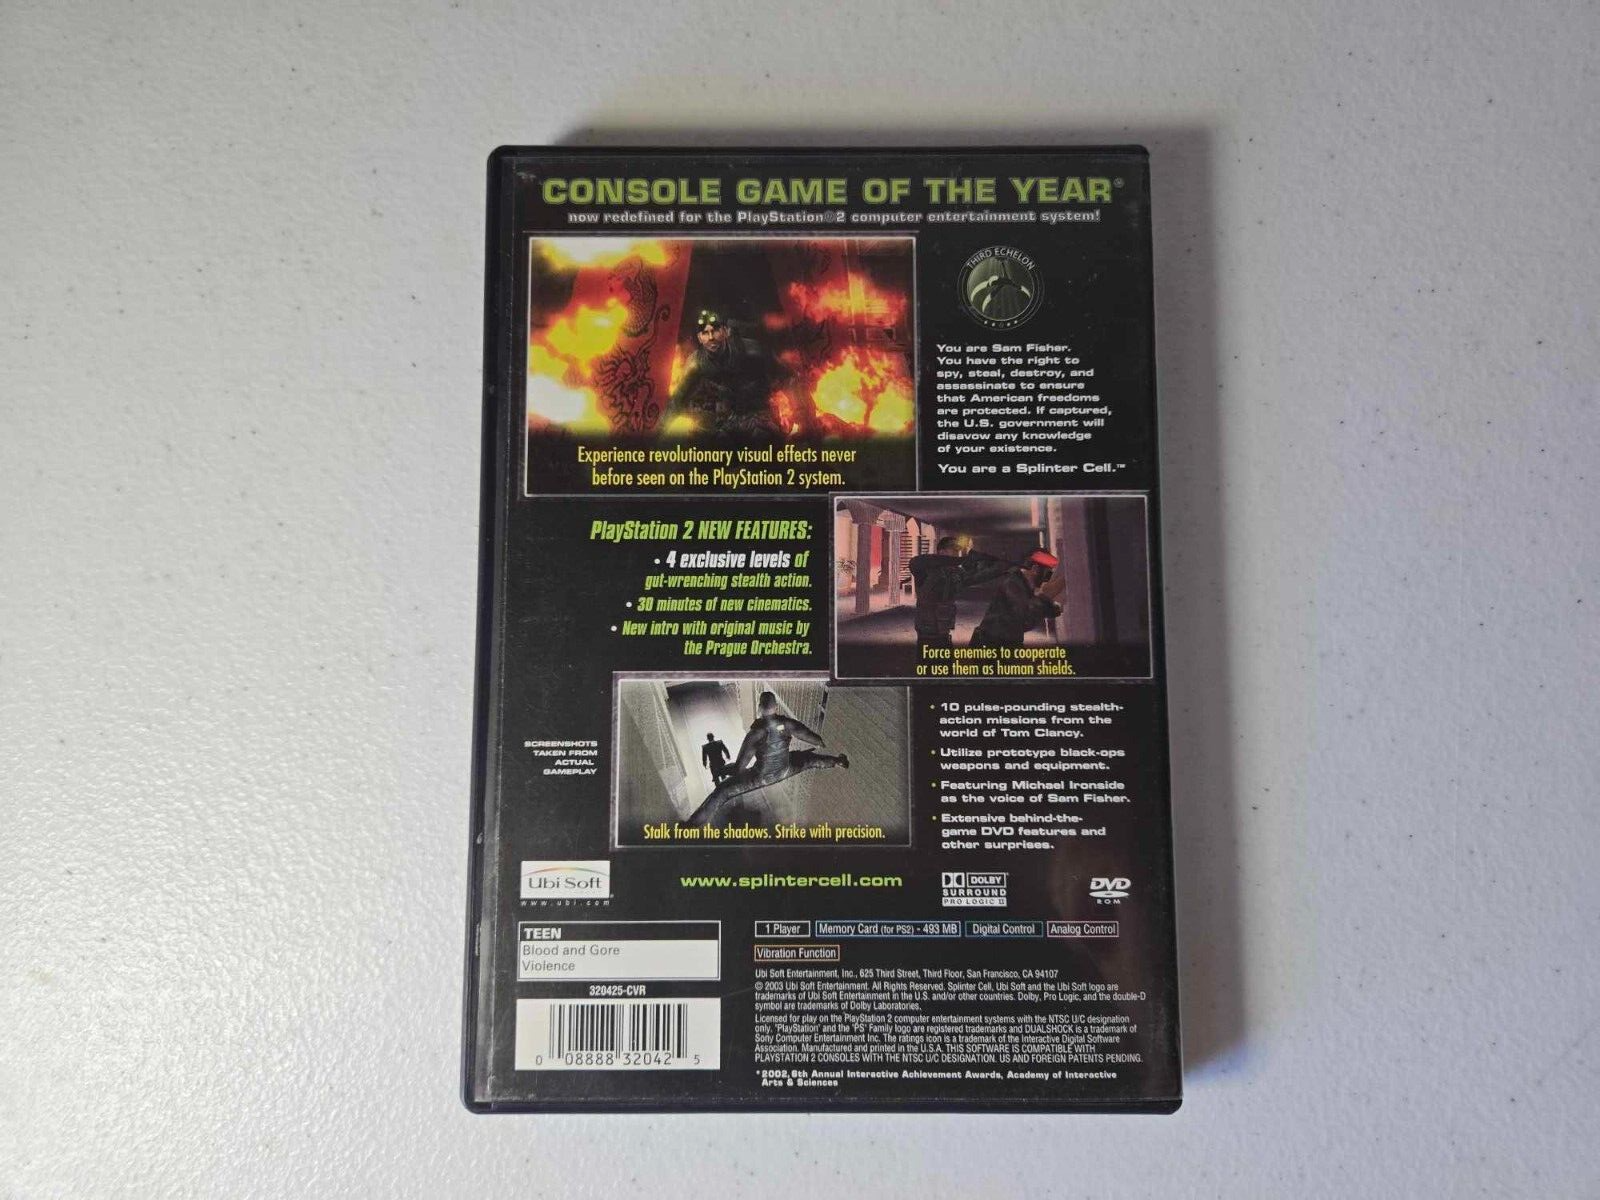 CONSOLE GAME OF THE YEAR*
now redefined for the PlayStation®2 computer entertainment system!
THIRD ECHELON
You are Sam Fisher.
You have the right to
spy, steal, destroy, and
assassinate to ensure
that American freedoms
are protected. If captured,
the U.S. government will
disavow any knowledge
of your existence.
You are a Splinter Cell.™
Experience revolutionary visual effects never
before seen on the PlayStation 2 system.
PlayStation 2 NEW FEATURES:
• 4 exclusive levels of
gut-wrenching stealth action.
• 30 minutes of new cinematics.
• New intro with original music by
the Prague Orchestra.
Force enemies to cooperate
or use them as human shields.
SCREENSHOTS
TAKEN FROM
ACTUAL
GAMEPLAY
Stalk from the shadows. Strike with precision.
• 10 pulse-pounding stealth-
action missions from the
world of Tom Clancy.
• Utilize prototype black-ops
weapons and equipment.
• Featuring Michael Ironside
as the voice of Sam Fisher.
• Extensive behind-the-
game DVD features and
other surprises.
Ubi Soft
www.ubi.com
www.splintercell.com
DOLBY
SURROUND
PRO LOGIC II
DVD
ROM
TEEN
Blood and Gore
Violence
320425-CVR
0 08888 32042 5
1 Player Memory Card (for PS2) - 493 MB Digital Control Analog Control
Vibration Function
Ubi Soft Entertainment, Inc., 625 Third Street, Third Floor, San Francisco, CA 94107
© 2003 Ubi Soft Entertainment. All Rights Reserved. Splinter Cell, Ubi Soft and the Ubi Soft logo are
trademarks of Ubi Soft Entertainment in the U.S. and/or other countries. Dolby, Pro Logic, and the double-D
symbol are trademarks of Dolby Laboratories.
Licensed for play on the PlayStation 2 computer entertainment systems with the NTSC U/C designation
only. "PlayStation" and the "PS" Family logo are registered trademarks and DUALSHOCK is a trademark of
Sony Computer Entertainment Inc. The ratings icon is a trademark of the Interactive Digital Software
Association. Manufactured and printed in the U.S.A. THIS SOFTWARE IS COMPATIBLE WITH
PLAYSTATION 2 CONSOLES WITH THE NTSC U/C DESIGNATION. US AND FOREIGN PATENTS PENDING.
*2002, 6th Annual Interactive Achievement Awards, Academy of Interactive
Arts & Sciences